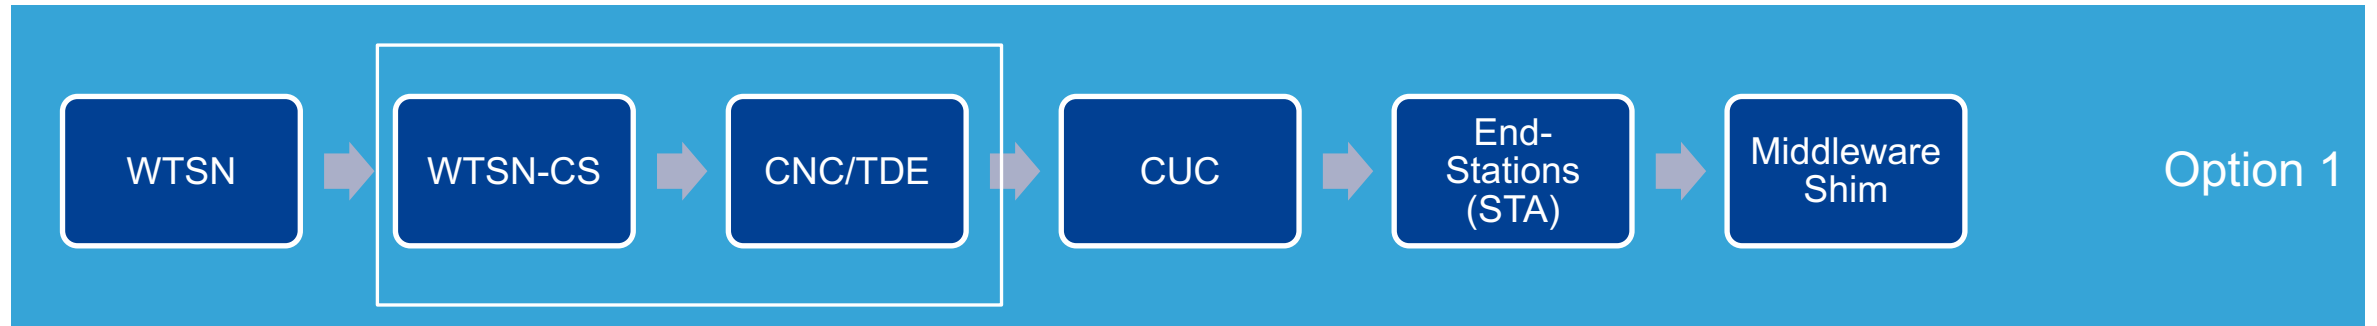 WTSN
WTSN-CS
CNC/TDE
CUC
End-
Stations
(STA)
Middleware
Shim
Option 1